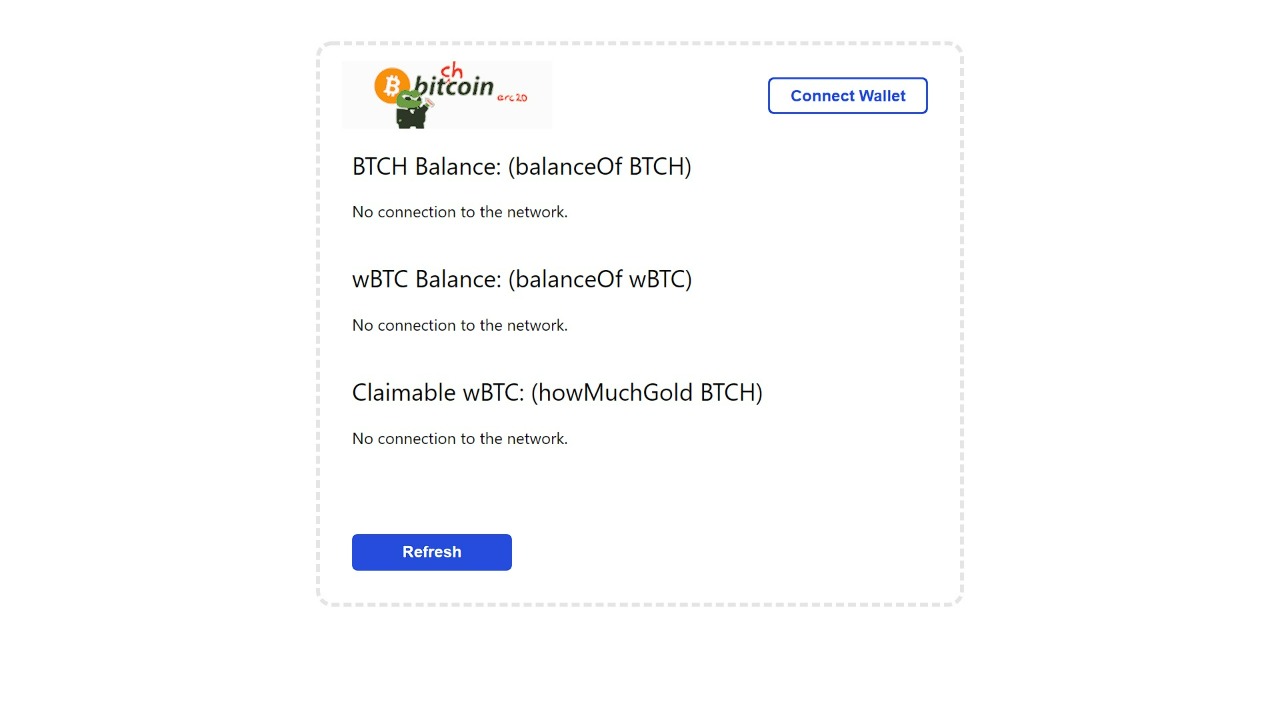 ch
bitcoin
erc20
Connect Wallet
BTCH Balance: (balanceOf BTCH)
No connection to the network.
wBTC Balance: (balanceOf wBTC)
No connection to the network.
Claimable wBTC: (howMuchGold BTCH)
No connection to the network.
Refresh